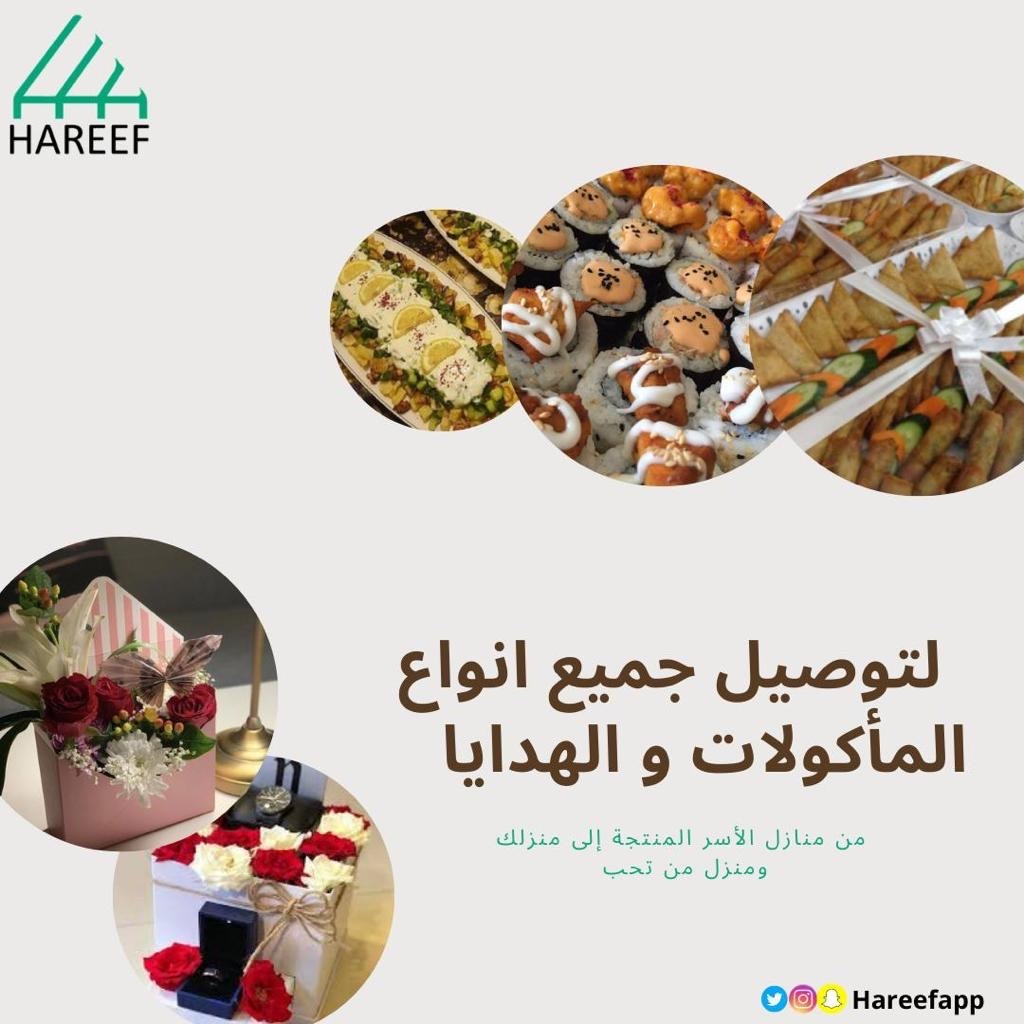 HAREEF
لتوصيل جميع انواع
المأكولات و الهدايا
من منازل الأسر المنتجة إلى منزلك
ومنزل من تحب
Hareefapp